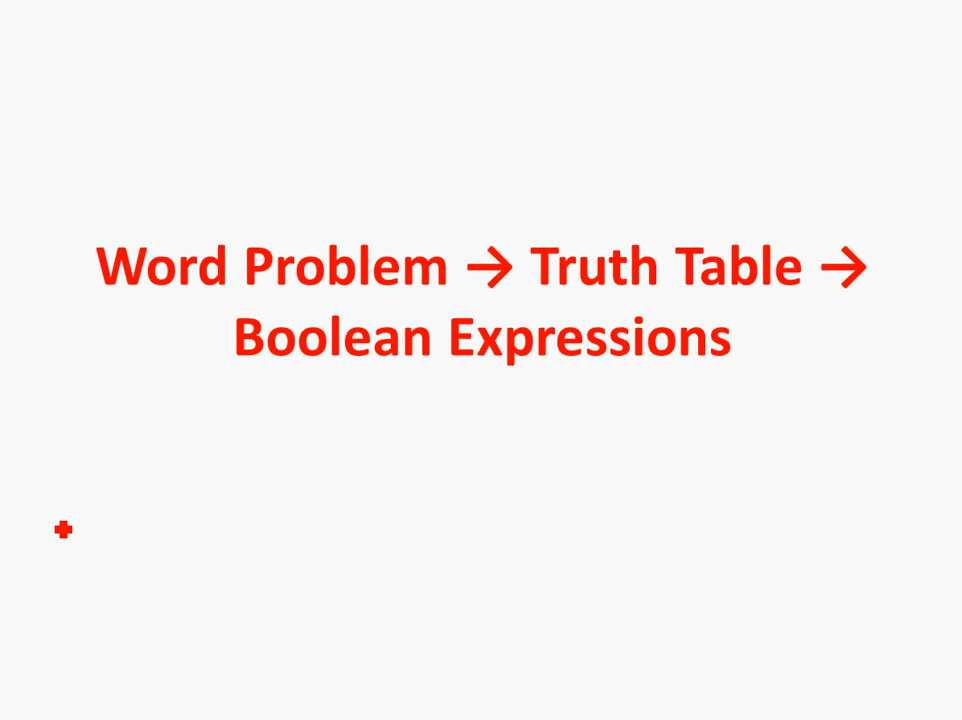 Word Problem → Truth Table →
Boolean Expressions